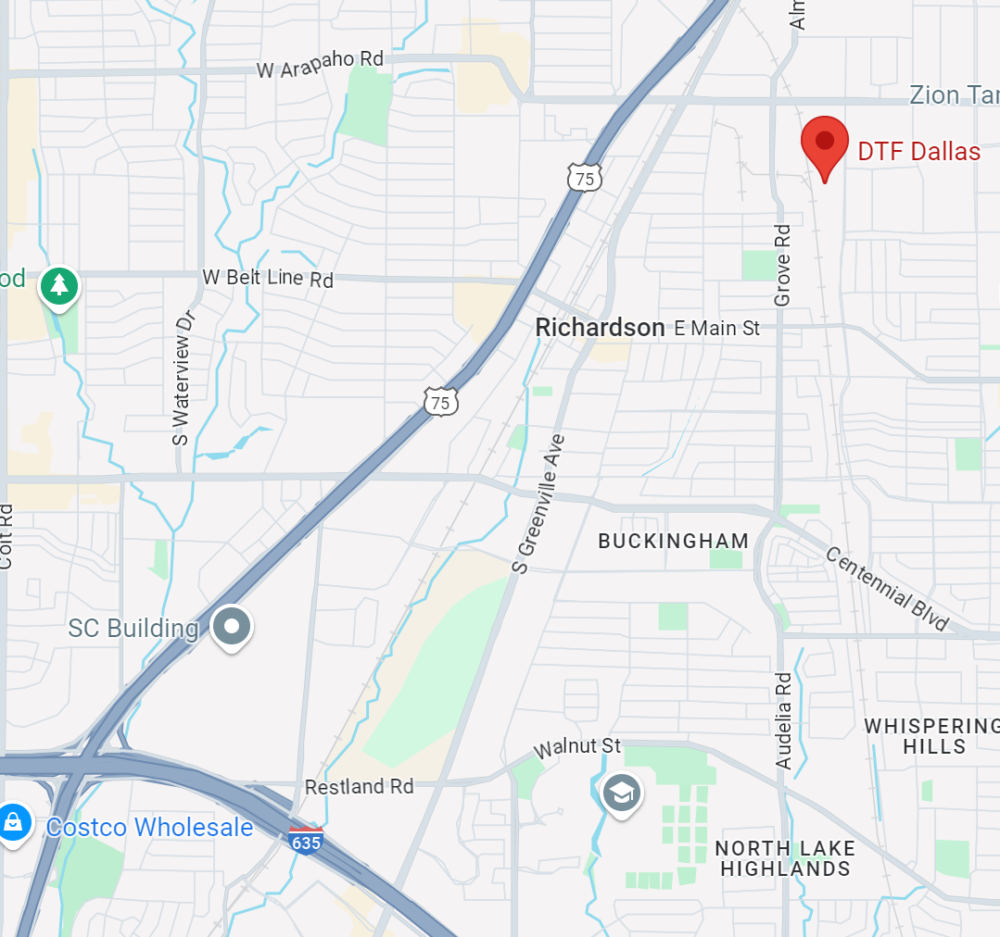 Alm
W Arapaho Rd
Zion Tar
DTF Dallas
75
Grove Rd
od
W Belt Line Rd
Richardson
E Main St
S Waterview Dr
75
S Greenville Ave
Coit Rd
BUCKINGHAM
Centennial Blvd
SC Building
Audelia Rd
WHISPERING
HILLS
Walnut St
Restland Rd
Costco Wholesale
635
NORTH LAKE
HIGHLANDS